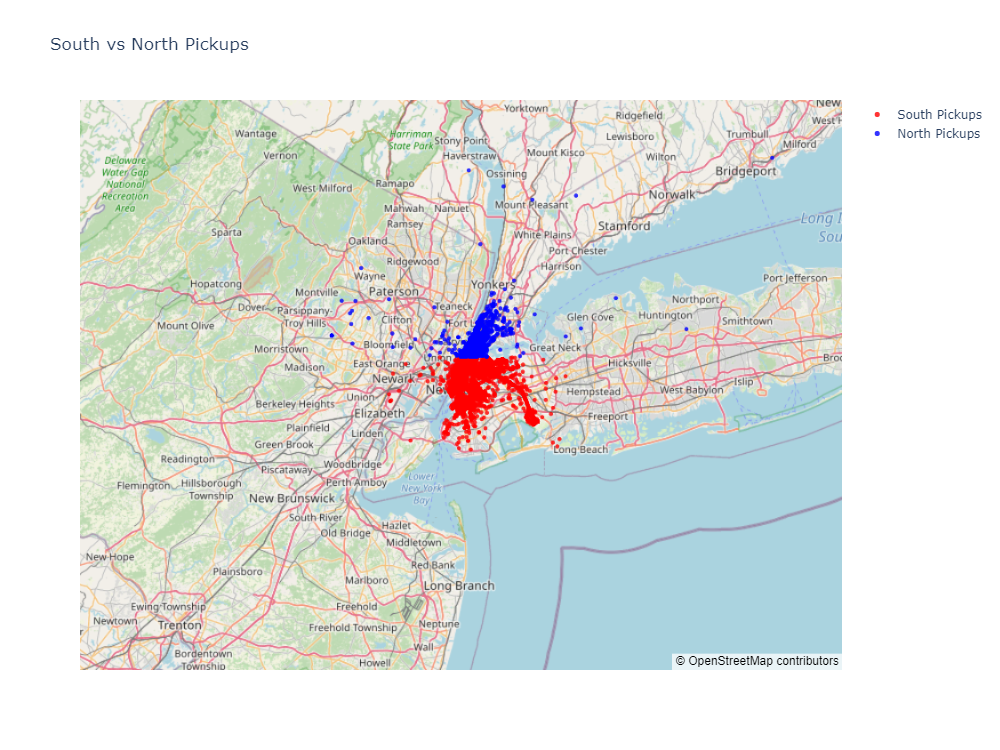 South vs North Pickups
South Pickups
North Pickups
Yorktown
Ridgefield
New
West H
Wantage
Harriman
State Park
Stony Point
Lewisboro
Trumbull
Milford
Vernon
Haverstraw
Mount Kisco
Wilton
Delaware
Water Gap
National
Recreation
Area
West Milford
Ramapo
Ossining
Bridgeport
Norwalk
Mahwah
Nanuet
Mount Pleasant
Sparta
Ramsey
Stamford
Long I
Sou
Oakland
White Plains
Port Chester
Ridgewood
Harrison
Hopatcong
Wayne
Yonkers
Port Jefferson
Montville
Paterson
Northport
Dover
Parsippany-
Troy Hills
Teaneck
Glen Cove
Huntington
Smithtown
Mount Olive
Clifton
Fort L
Morristown
Bloomfield
Great Neck
Madison
East Orange
Union
Hicksville
Newark
New
Islip
Broo
Berkeley Heights
Union
Hempstead
West Babylon
Elizabeth
Freeport
Plainfield
Linden
Green Brook
Long Beach
Readington
Piscataway
Woodbridge
Flemington
Hillsborough
Township
Perth Amboy
Lower
New York
Bay
New Brunswick
South River
Old Bridge
Hazlet
Middletown
New Hope
Plainsboro
Red Bank
Marlboro
Long Branch
Ewing Township
Freehold
Newtown
Trenton
Freehold Township
Neptune
Bordentown
Township
Wall
Howell
© OpenStreetMap contributors